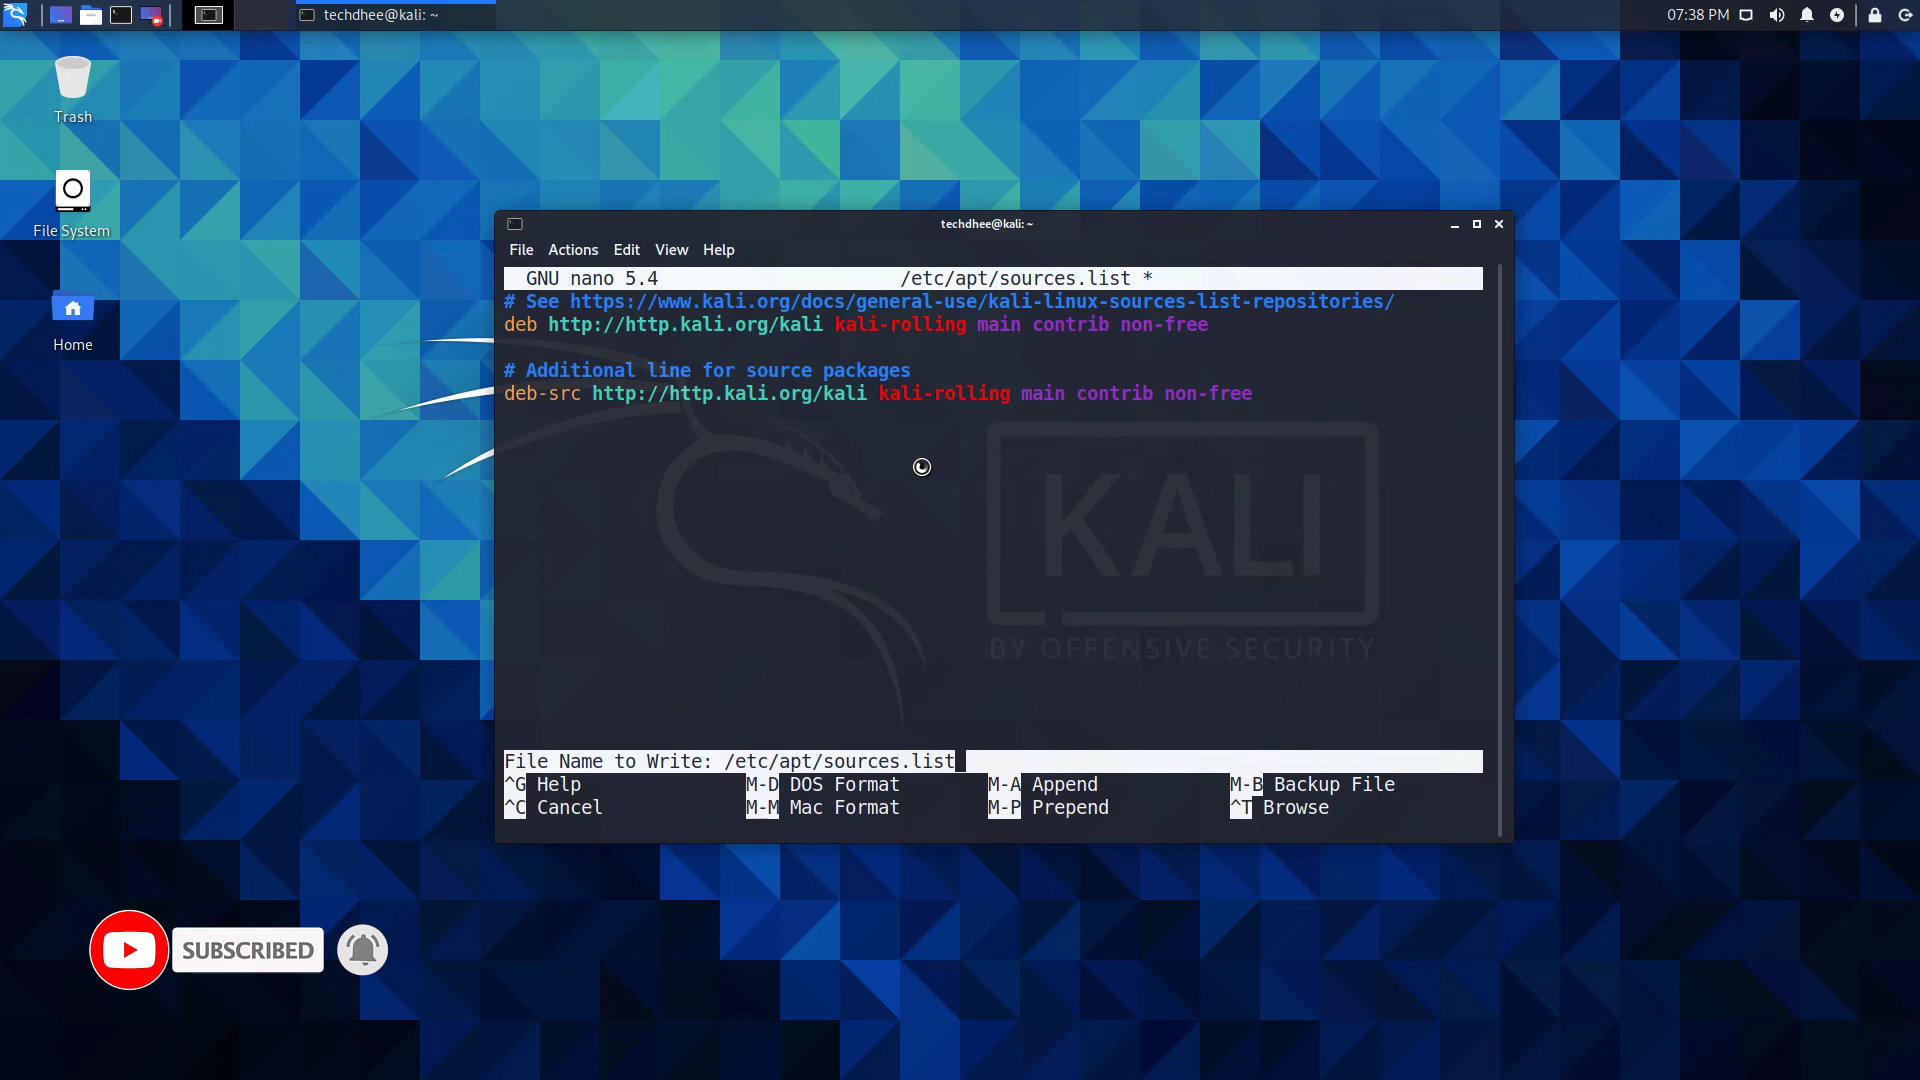 techdhee@kali: ~
07:38 PM
Trash
File System
Home
techdhee@kali: ~
File Actions Edit View Help
GNU nano 5.4 /etc/apt/sources.list *
# See https://www.kali.org/docs/general-use/kali-linux-sources-list-repositories/
deb http://http.kali.org/kali kali-rolling main contrib non-free
# Additional line for source packages
deb-src http://http.kali.org/kali kali-rolling main contrib non-free
KALI
BY OFFENSIVE SECURITY
File Name to Write: /etc/apt/sources.list
^G Help M-D DOS Format M-A Append M-B Backup File
^C Cancel M-M Mac Format M-P Prepend ^T Browse
SUBSCRIBED